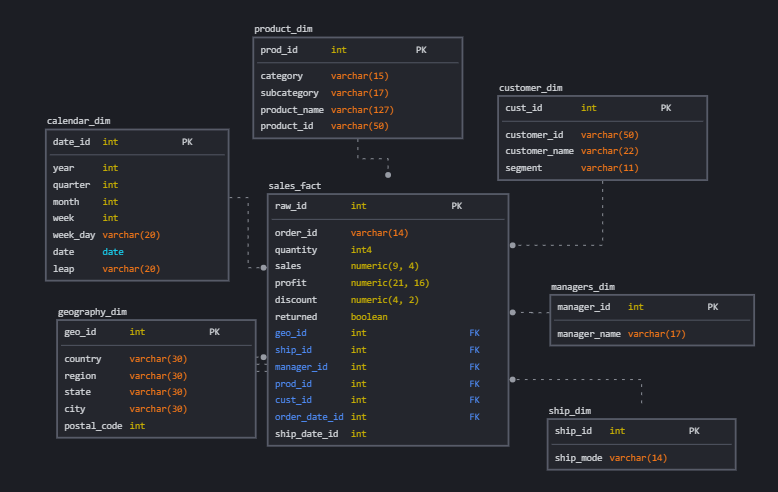 product_dim
prod_id int PK
category varchar(15)
subcategory varchar(17)
product_name varchar(127)
product_id varchar(50)
customer_dim
cust_id int PK
customer_id varchar(50)
customer_name varchar(22)
segment varchar(11)
calendar_dim
date_id int PK
year int
quarter int
month int
week int
week_day varchar(20)
date date
leap varchar(20)
sales_fact
raw_id int PK
order_id varchar(14)
quantity int4
sales numeric(9, 4)
profit numeric(21, 16)
discount numeric(4, 2)
returned boolean
geo_id int FK
ship_id int FK
manager_id int FK
prod_id int FK
cust_id int FK
order_date_id int FK
ship_date_id int
managers_dim
manager_id int PK
manager_name varchar(17)
geography_dim
geo_id int PK
country varchar(30)
region varchar(30)
state varchar(30)
city varchar(30)
postal_code int
ship_dim
ship_id int PK
ship_mode varchar(14)